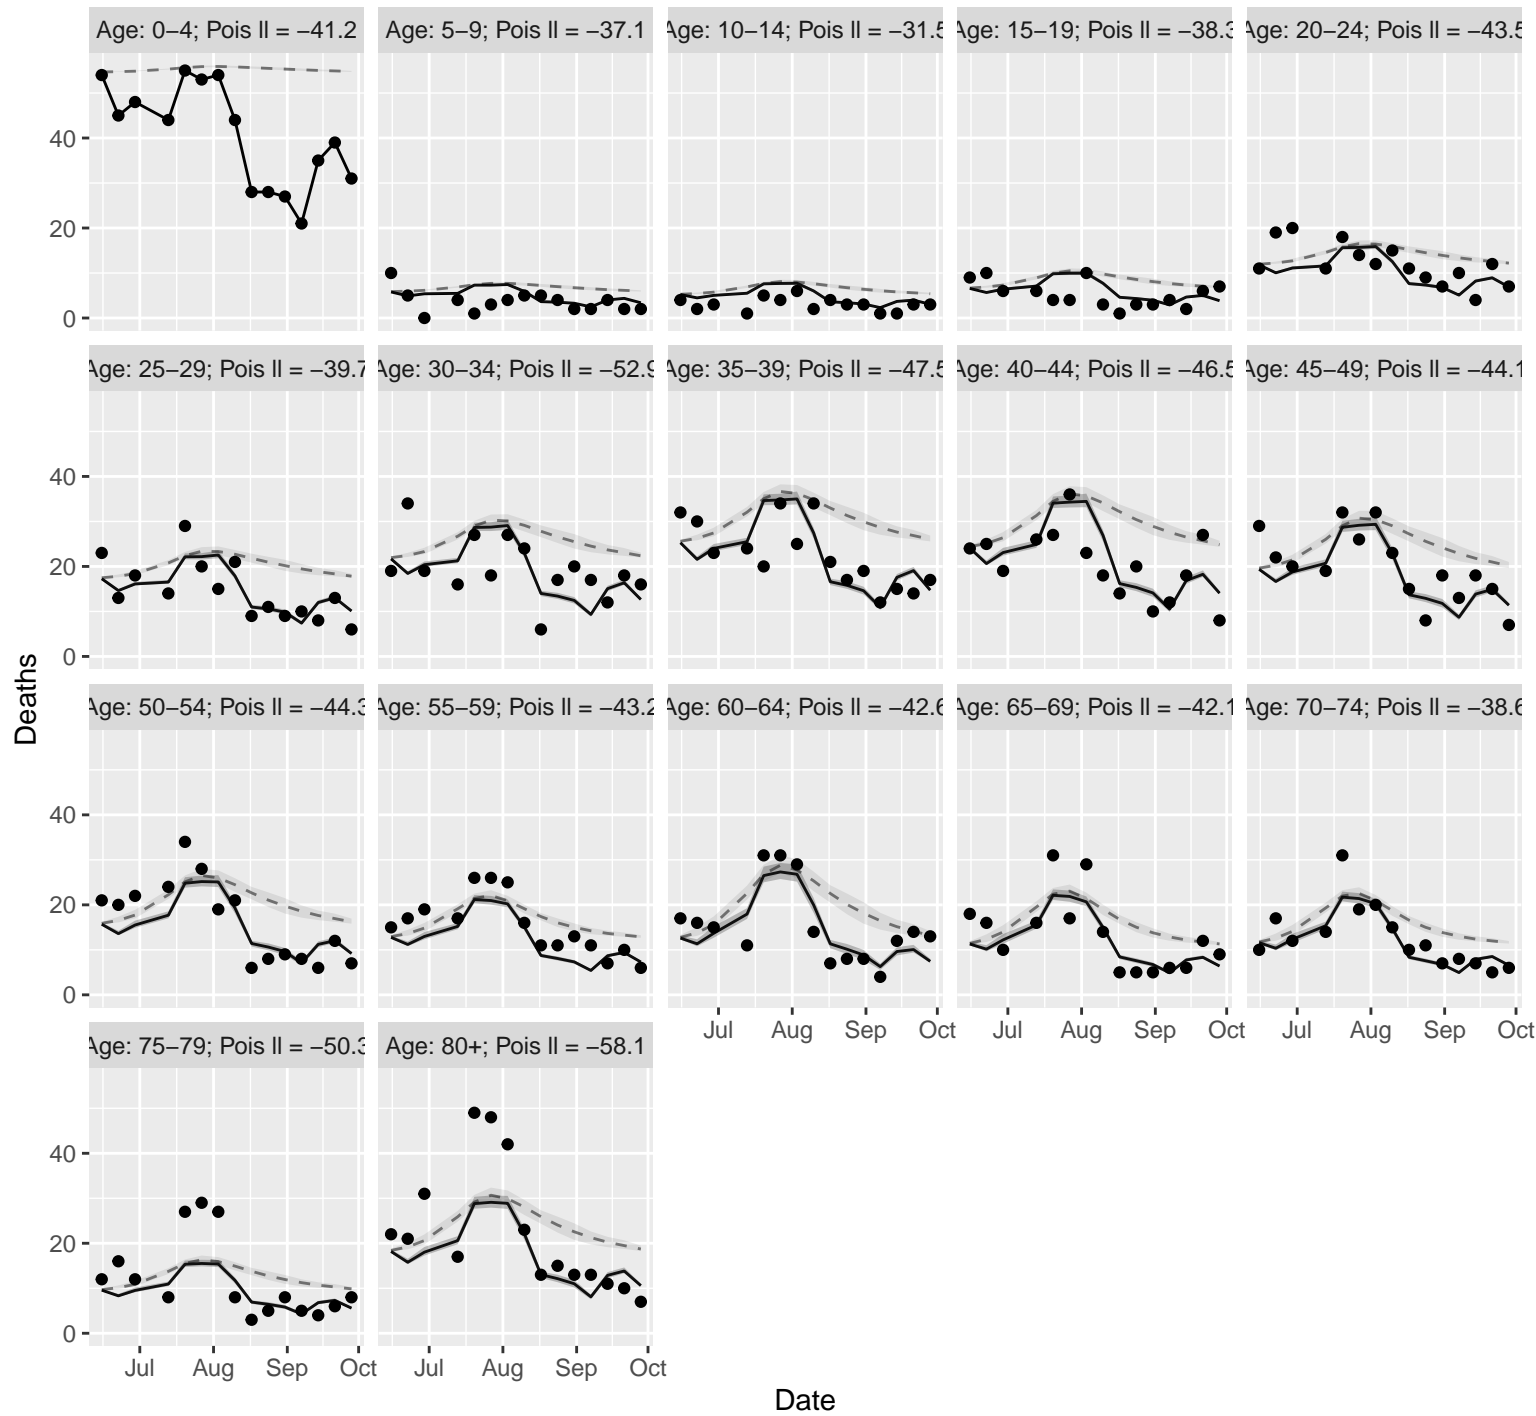 Age: 0−4; Pois ll = −41.2
Age: 5−9; Pois ll = −37.1
Age: 10−14; Pois ll = −31.5
Age: 15−19; Pois ll = −38.3
Age: 20−24; Pois ll = −43.5
40
20
0
Age: 25−29; Pois ll = −39.7
Age: 30−34; Pois ll = −52.9
Age: 35−39; Pois ll = −47.5
Age: 40−44; Pois ll = −46.5
Age: 45−49; Pois ll = −44.1
40
20
0
Deaths
Age: 50−54; Pois ll = −44.3
Age: 55−59; Pois ll = −43.2
Age: 60−64; Pois ll = −42.6
Age: 65−69; Pois ll = −42.1
Age: 70−74; Pois ll = −38.6
40
20
0
Jul Aug Sep Oct
Jul Aug Sep Oct
Jul Aug Sep Oct
Age: 75−79; Pois ll = −50.3
Age: 80+; Pois ll = −58.1
40
20
0
Jul Aug Sep Oct
Jul Aug Sep Oct
Date